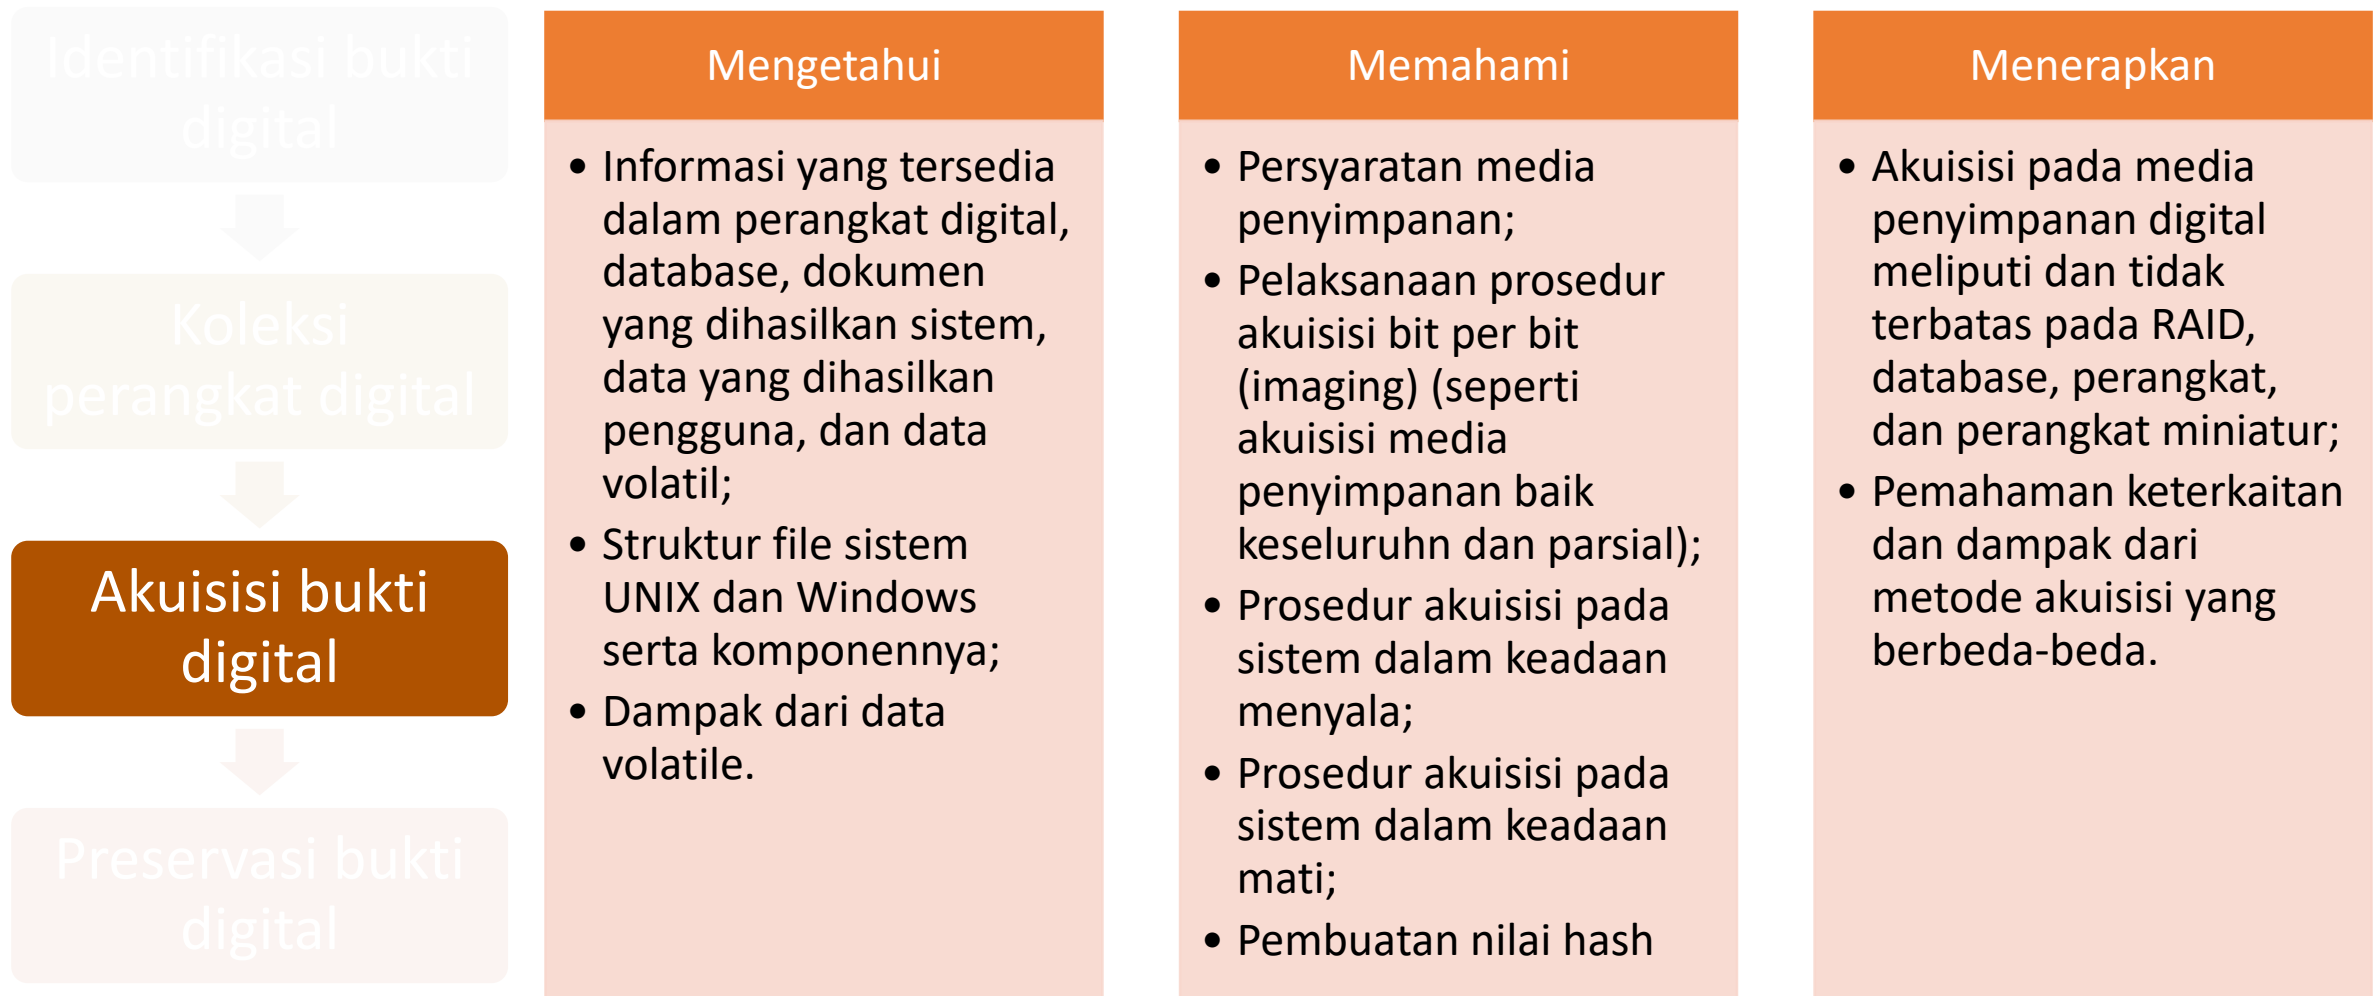 Identifikasi bukti
digital
Koleksi
perangkat digital
Akuisisi bukti
digital
Preservasi bukti
digital
Mengetahui
• Informasi yang tersedia
dalam perangkat digital,
database, dokumen
yang dihasilkan sistem,
data yang dihasilkan
pengguna, dan data
volatil;
• Struktur file sistem
UNIX dan Windows
serta komponennya;
• Dampak dari data
volatile.
Memahami
• Persyaratan media
penyimpanan;
• Pelaksanaan prosedur
akuisisi bit per bit
(imaging) (seperti
akuisisi media
penyimpanan baik
keseluruhn dan parsial);
• Prosedur akuisisi pada
sistem dalam keadaan
menyala;
• Prosedur akuisisi pada
sistem dalam keadaan
mati;
• Pembuatan nilai hash
Menerapkan
• Akuisisi pada media
penyimpanan digital
meliputi dan tidak
terbatas pada RAID,
database, perangkat,
dan perangkat miniatur;
• Pemahaman keterkaitan
dan dampak dari
metode akuisisi yang
berbeda-beda.